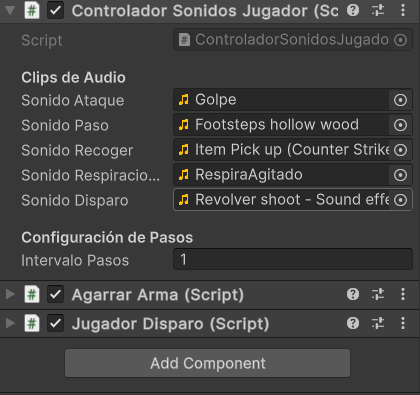 Controlador Sonidos Jugador (Sc
Script ControladorSonidosJugado
Clips de Audio
Sonido Ataque Golpe
Sonido Paso Footsteps hollow wood
Sonido Recoger Item Pick up (Counter Strike
Sonido Respiracio... RespiraAgitado
Sonido Disparo Revolver shoot - Sound effe
Configuración de Pasos
Intervalo Pasos 1
Agarrar Arma (Script)
Jugador Disparo (Script)
Add Component